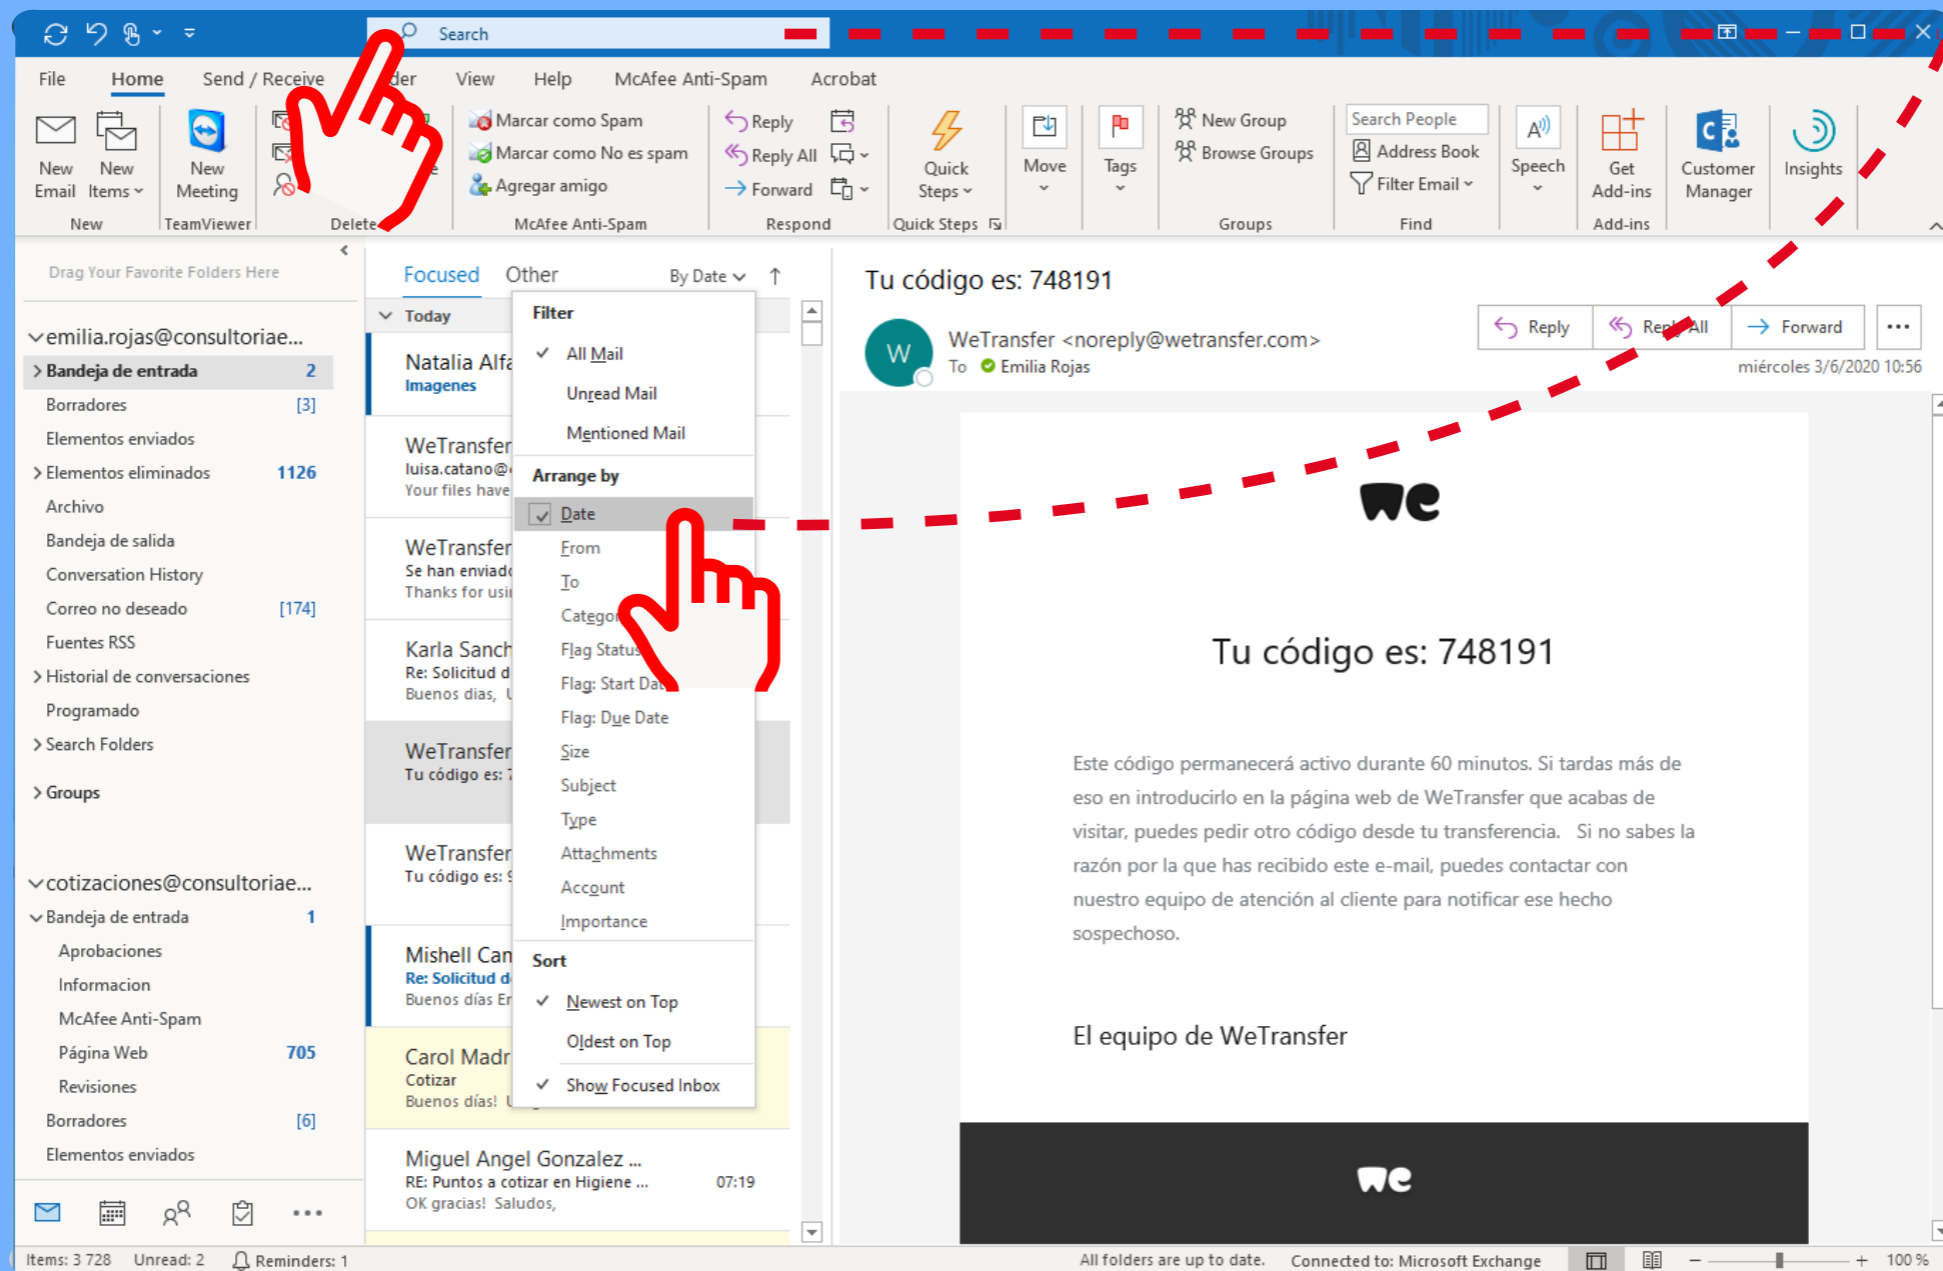 Search
File Home Send / Receive View Help McAfee Anti-Spam Acrobat
New Email
New Items
New
New Meeting
TeamViewer
Delete
Marcar como Spam
Marcar como No es spam
Agregar amigo
McAfee Anti-Spam
Reply
Reply All
Forward
Respond
Quick Steps
Quick Steps
Move
Tags
New Group
Browse Groups
Groups
Search People
Address Book
Filter Email
Find
Speech
Get Add-ins
Add-ins
Customer Manager
Insights
Drag Your Favorite Folders Here
emilia.rojas@consultoriae...
Bandeja de entrada 2
Borradores [3]
Elementos enviados
Elementos eliminados 1126
Archivo
Bandeja de salida
Conversation History
Correo no deseado [174]
Fuentes RSS
Historial de conversaciones
Programado
Search Folders
Groups
cotizaciones@consultoriae...
Bandeja de entrada 1
Aprobaciones
Informacion
McAfee Anti-Spam
Página Web 705
Revisiones
Borradores [6]
Elementos enviados
Focused Other By Date
Today
Natalia
Imagenes
WeTransfer
Your files have
WeTransfer
Se han
Thanks for
Karla
Re: Solicitud
Buenos dias,
WeTransfer
Tu código es:
WeTransfer
Tu código es:
Mishell
Re: Solicitud
Buenos días
Carol
Cotizar
Buenos días!
Miguel Angel Gonzalez ...
RE: Puntos a cotizar en Higiene ... 07:19
OK gracias! Saludos,
Filter
All Mail
Unread Mail
Mentioned Mail
Arrange by
Date
From
To
Flag Status
Flag: Start
Flag: Due Date
Size
Subject
Type
Attachments
Account
Importance
Sort
Newest on Top
Oldest on Top
Show Focused Inbox
Tu código es: 748191
W
WeTransfer <noreply@wetransfer.com>
To Emilia Rojas
Reply Reply All Forward
miércoles 3/6/2020 10:56
we
Tu código es: 748191
Este código permanecerá activo durante 60 minutos. Si tardas más de
eso en introducirlo en la página web de WeTransfer que acabas de
visitar, puedes pedir otro código desde tu transferencia. Si no sabes la
razón por la que has recibido este e-mail, puedes contactar con
nuestro equipo de atención al cliente para notificar ese hecho
sospechoso.
El equipo de WeTransfer
we
Items: 3 728 Unread: 2 Reminders: 1 All folders are up to date. Connected to: Microsoft Exchange 100 %